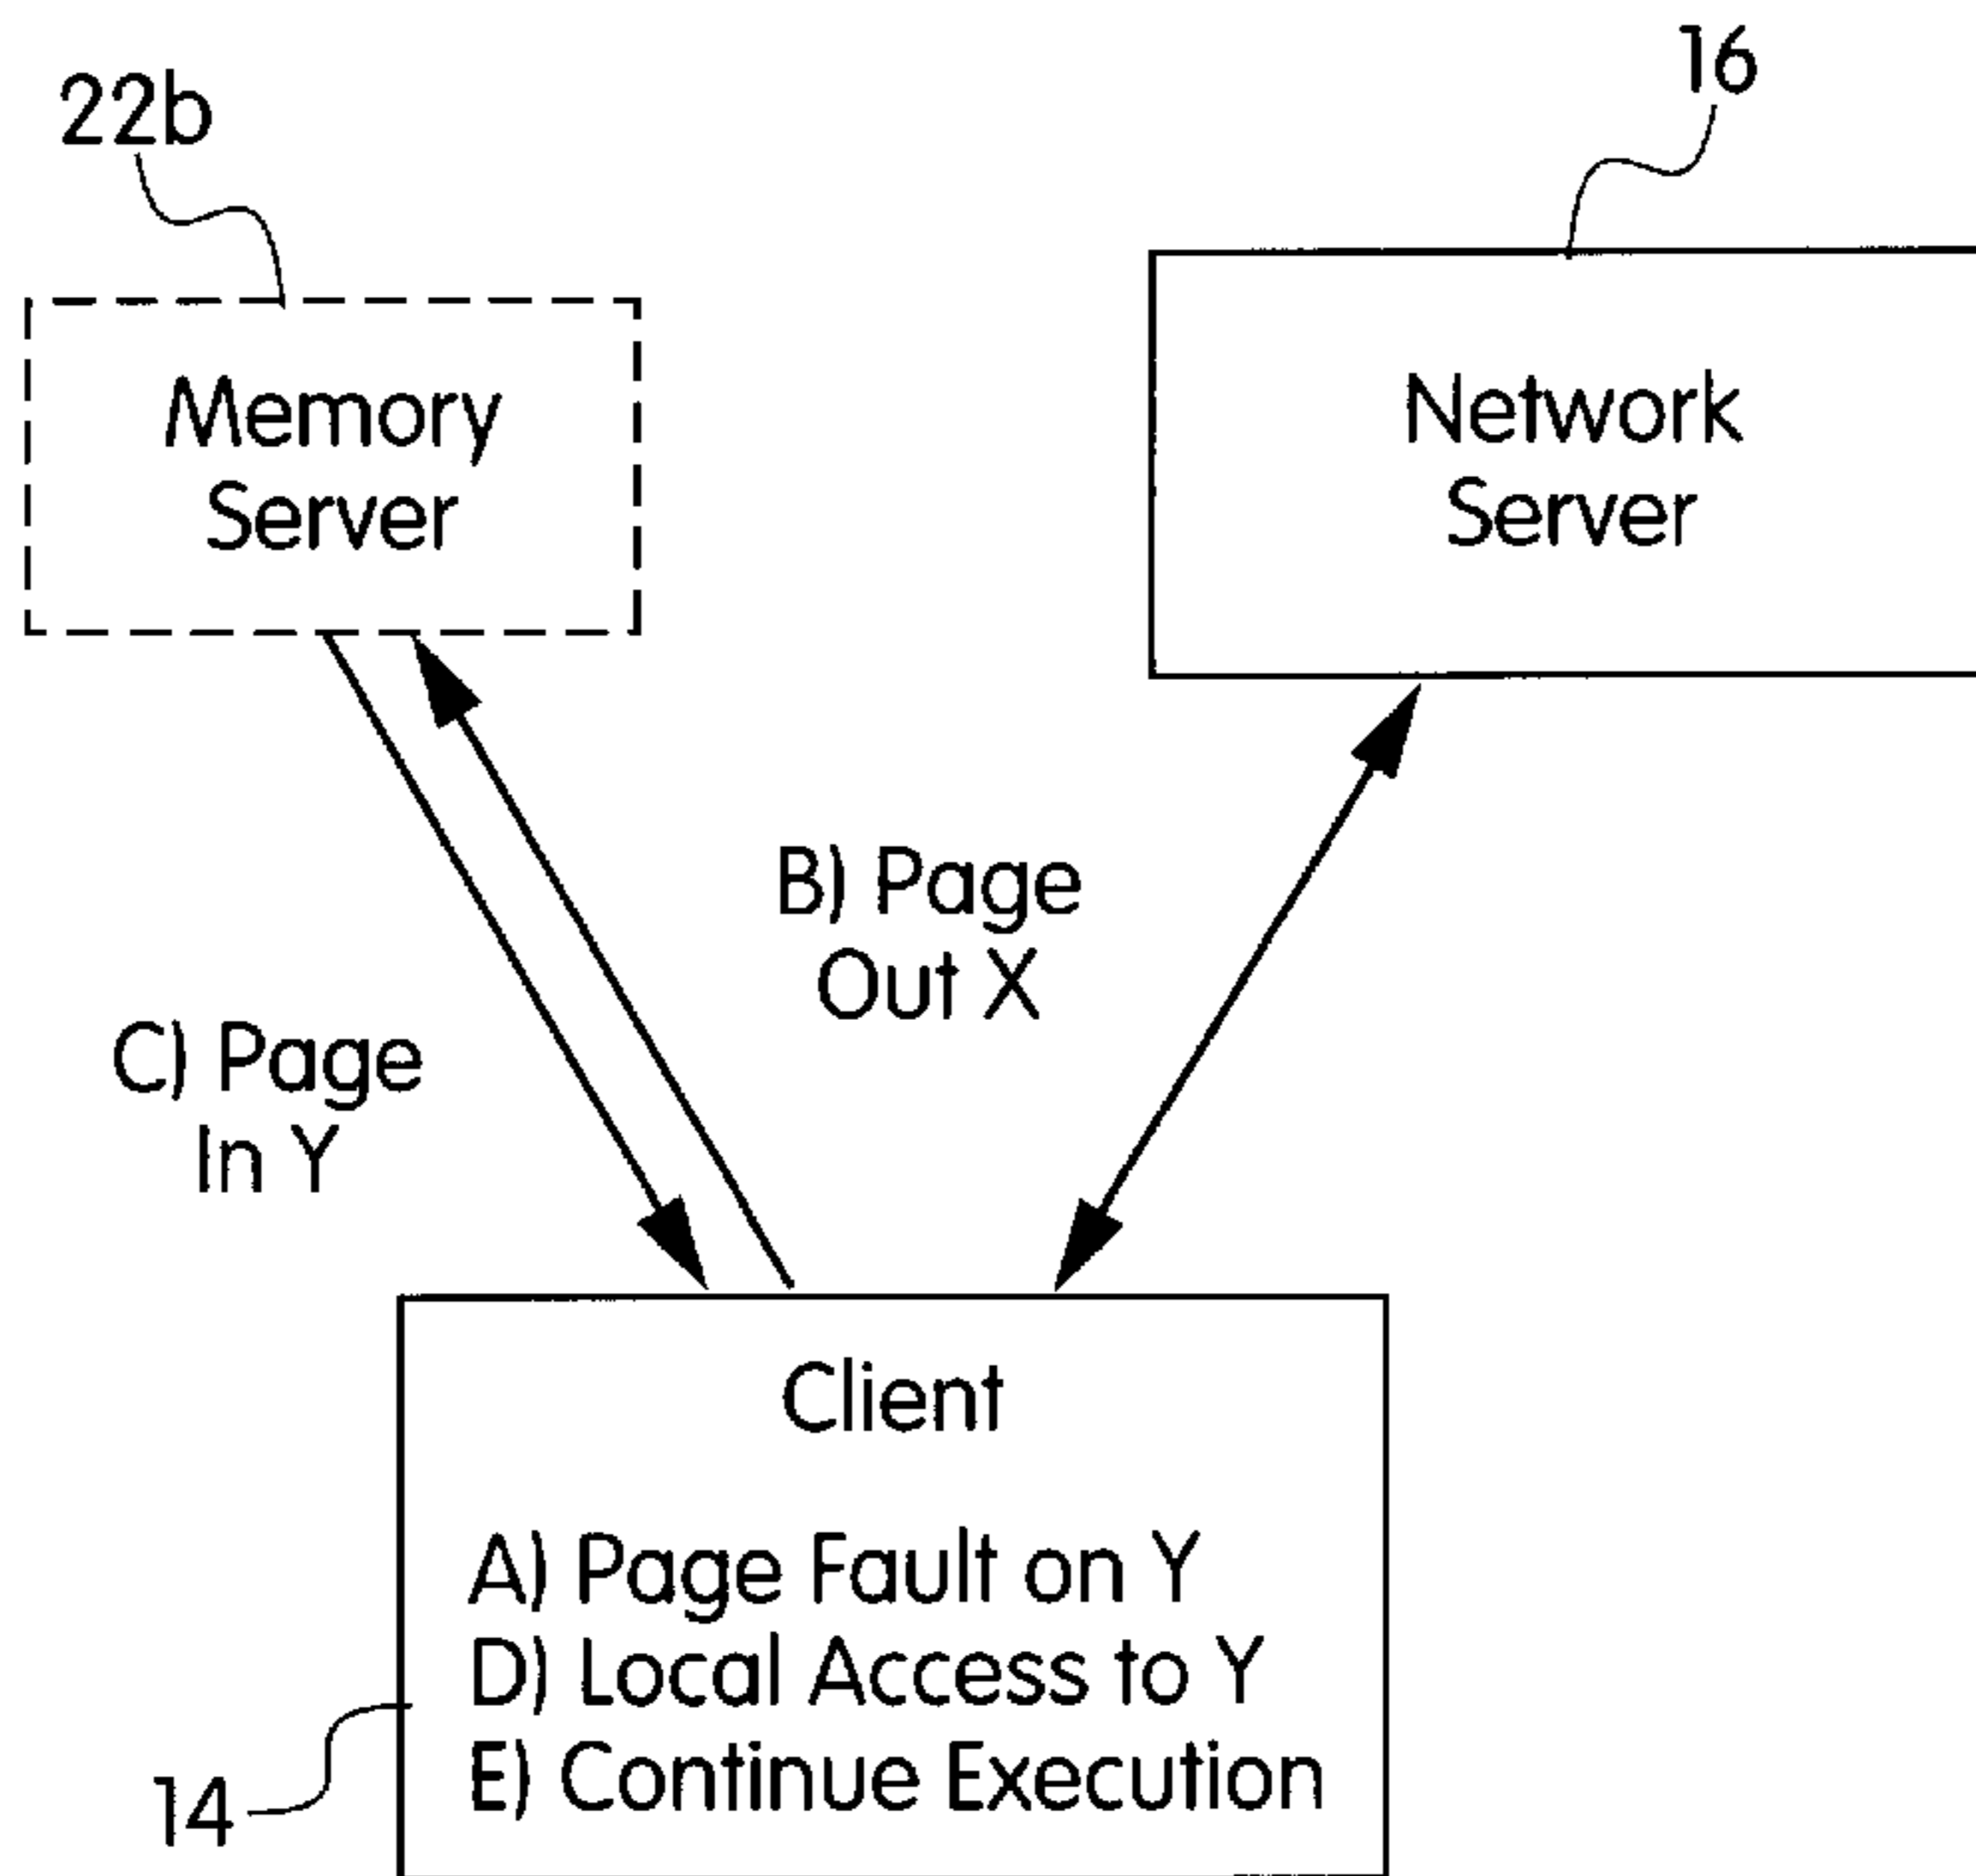 16
22b
Memory
Server
Network
Server
B) Page
Out X
C) Page
In Y
Client
A) Page Fault on Y
D) Local Access to Y
E) Continue Execution
14